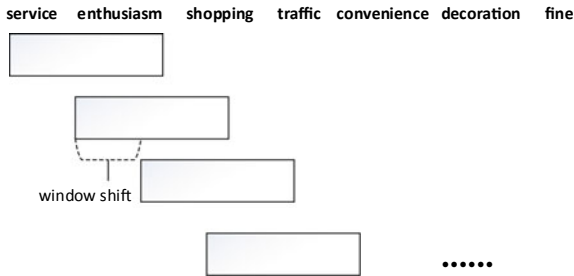 service enthusiasm shopping traffic convenience decoration fine
window shift
......